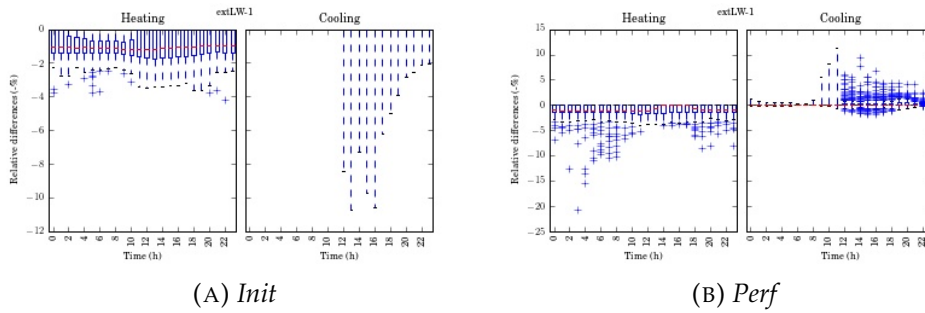 extLW-1
Heating
Cooling
Relative differences (-%)
0
−2
−4
−6
−8
−10
−12
0 2 4 6 8 10 12 14 16 18 20 22
0 2 4 6 8 10 12 14 16 18 20 22
Time (h)
Time (h)
(A) Init
extLW-1
Heating
Cooling
Relative differences (-%)
15
10
5
0
−5
−10
−15
−20
−25
0 2 4 6 8 10 12 14 16 18 20 22
0 2 4 6 8 10 12 14 16 18 20 22
Time (h)
Time (h)
(B) Perf